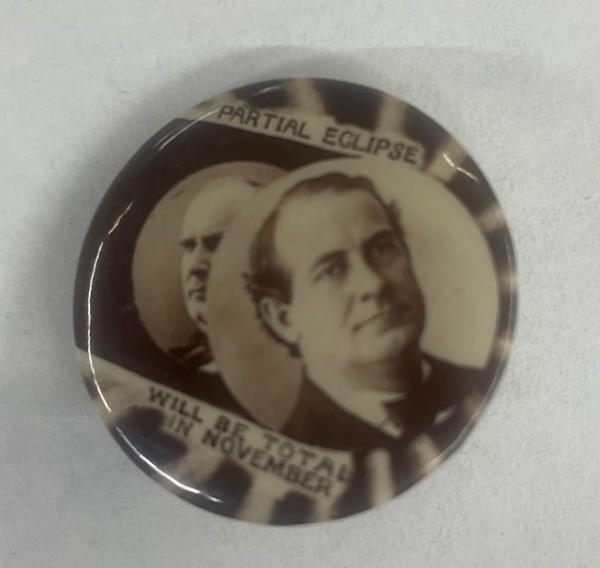 PARTIAL ECLIPSE
WILL BE TOTAL
IN NOVEMBER